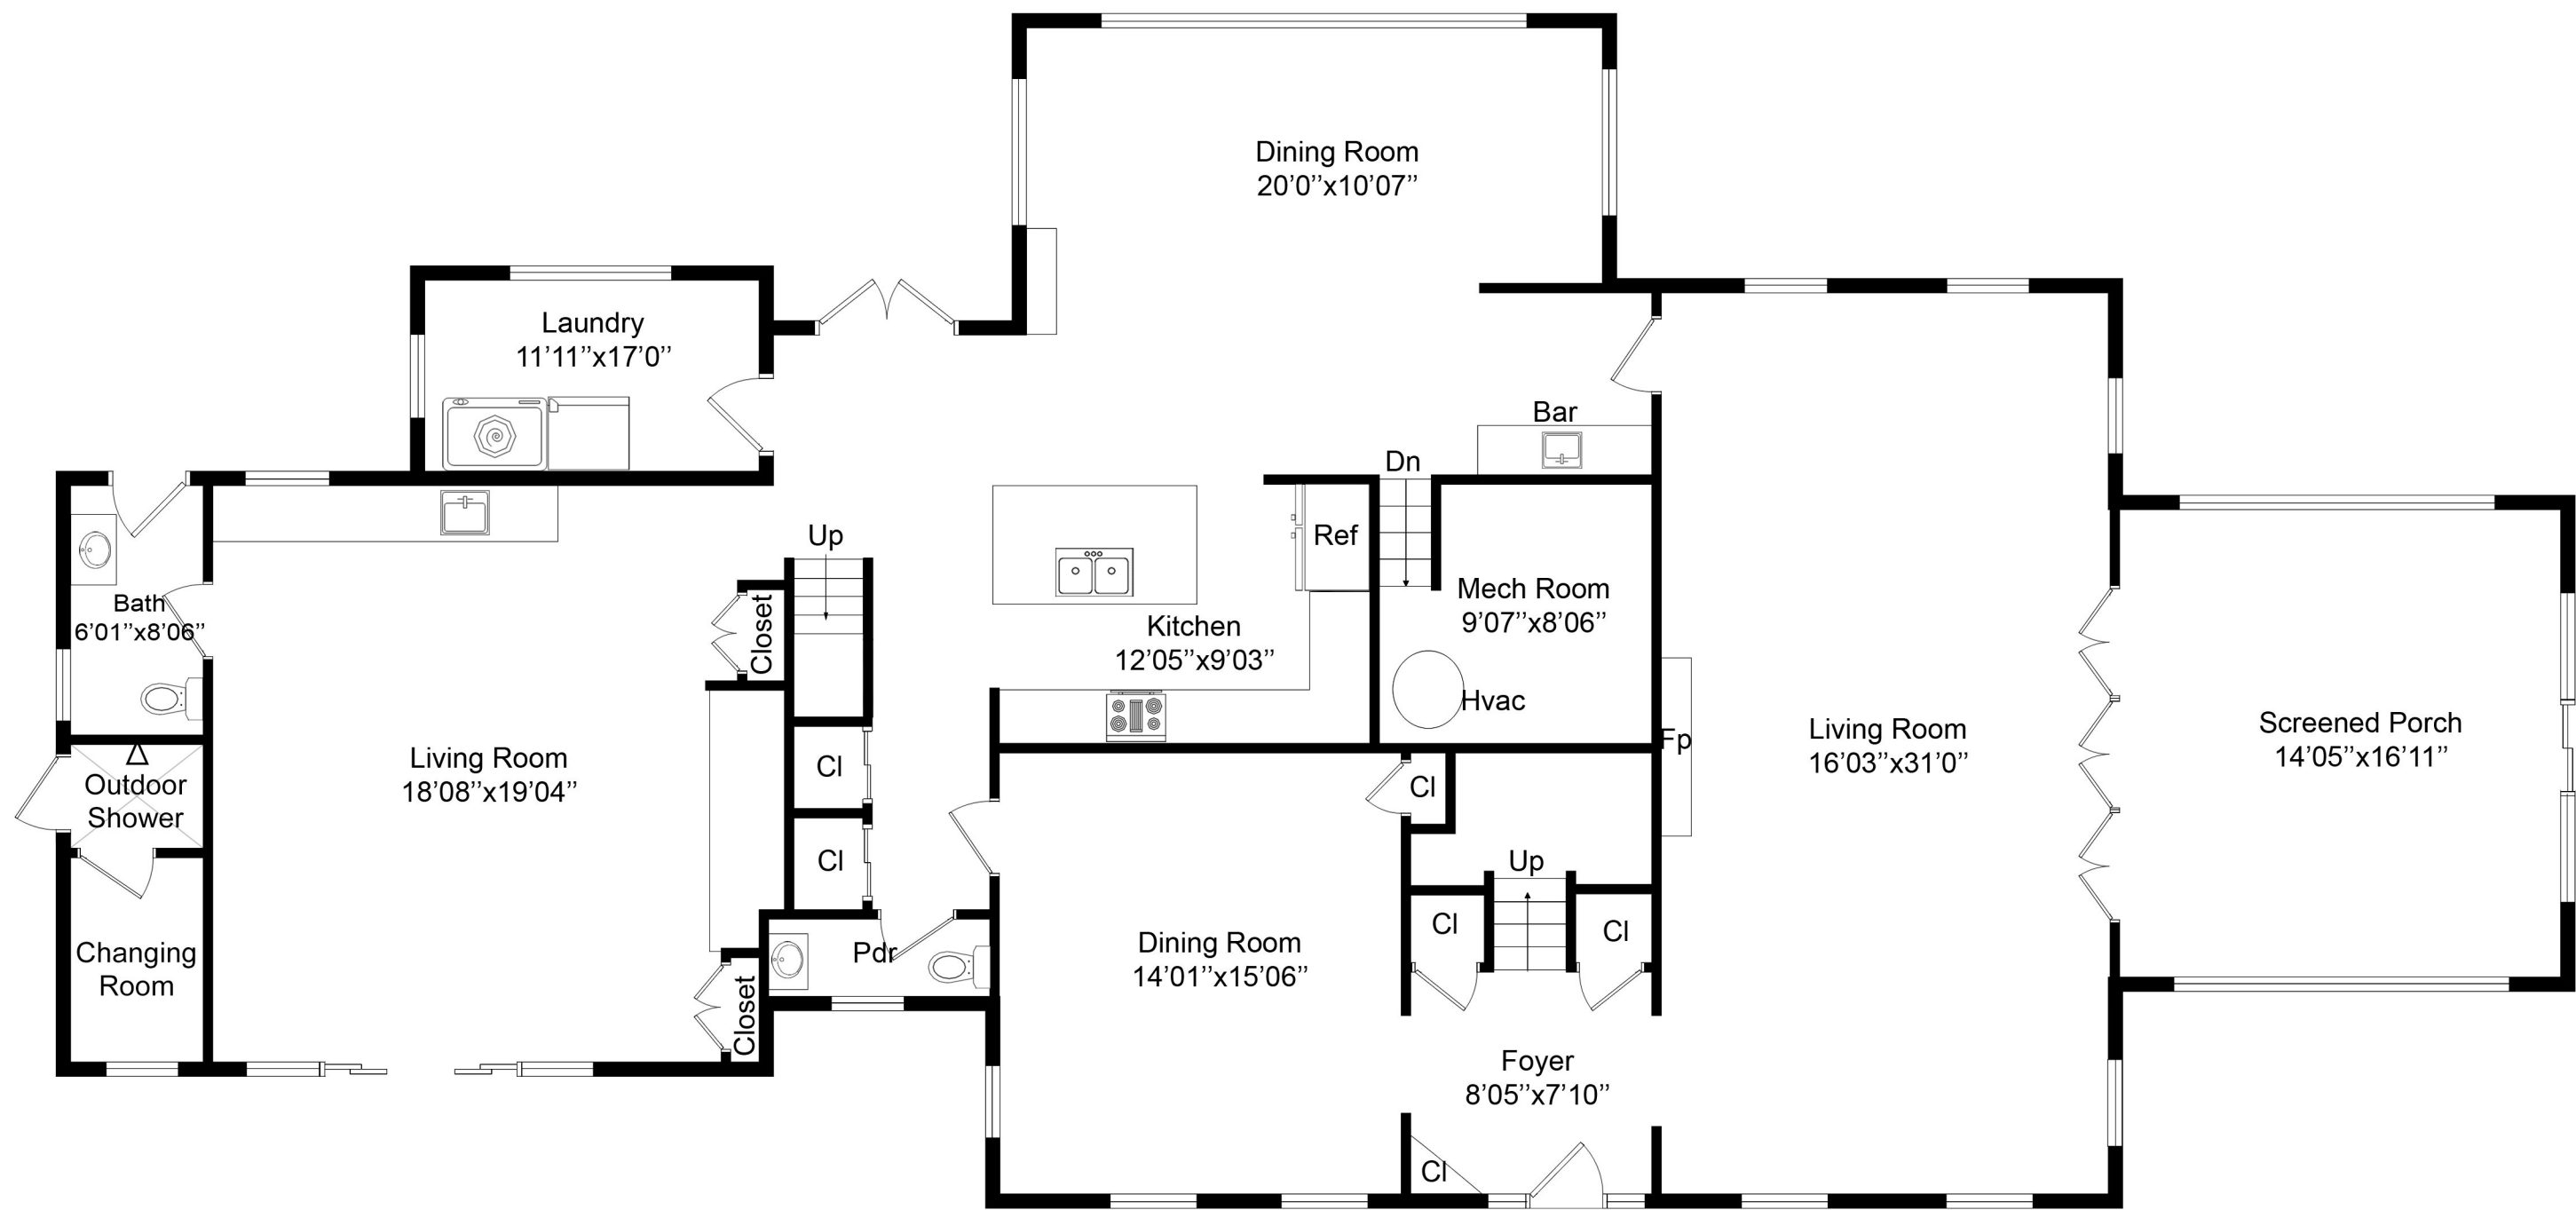 Dining Room
20’0’’x10’07’’
Laundry
11’11’’x17’0’’
Bar
Dn
Up
Ref
Closet
Bath
6’01’’x8’06’’
Mech Room
9’07’’x8’06’’
Kitchen
12’05’’x9’03’’
Hvac
Fp
Living Room
18’08’’x19’04’’
Cl
Cl
Living Room
16’03’’x31’0’’
Screened Porch
14’05’’x16’11’’
Outdoor
Shower
Cl
Cl
Up
Cl
Cl
Changing
Room
Pdr
Closet
Dining Room
14’01’’x15’06’’
Foyer
8’05’’x7’10’’
Cl